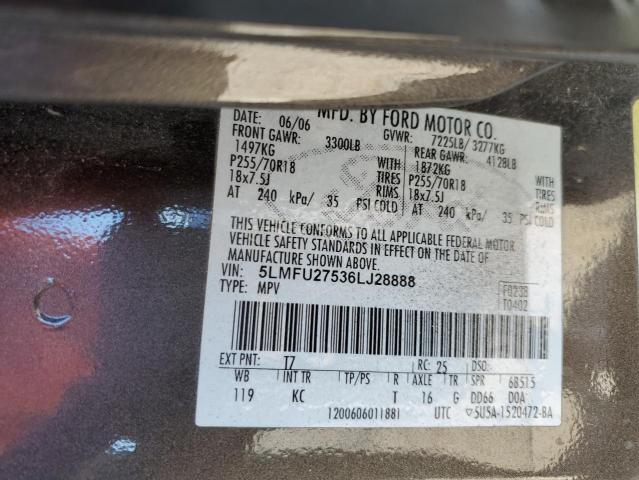 MFD. BY FORD MOTOR CO.
DATE: 06/06 GVWR: 7225LB/ 3277KG
FRONT GAWR: 3300LB REAR GAWR: 4128LB
1497KG WITH 1872KG WITH
P255/70R18 TIRES P255/70R18 TIRES
18x7.5J RIMS 18x7.5J RIMS
AT 240 kPa/ 35 PSI COLD AT 240 kPa/ 35 PSI COLD
THIS VEHICLE CONFORMS TO ALL APPLICABLE FEDERAL MOTOR
VEHICLE SAFETY STANDARDS IN EFFECT ON THE DATE OF
MANUFACTURE SHOWN ABOVE.
VIN: 5LMFU27536LJ28888
TYPE: MPV
F0238
T0402
EXT PNT: T7 RC: 25 DSO:
WB INT TR TP/PS R AXLE TR SPR 6B515
119 KC T 16 G DD66 DOA
1200606011881 UTC ▽5U5A-1520472-BA